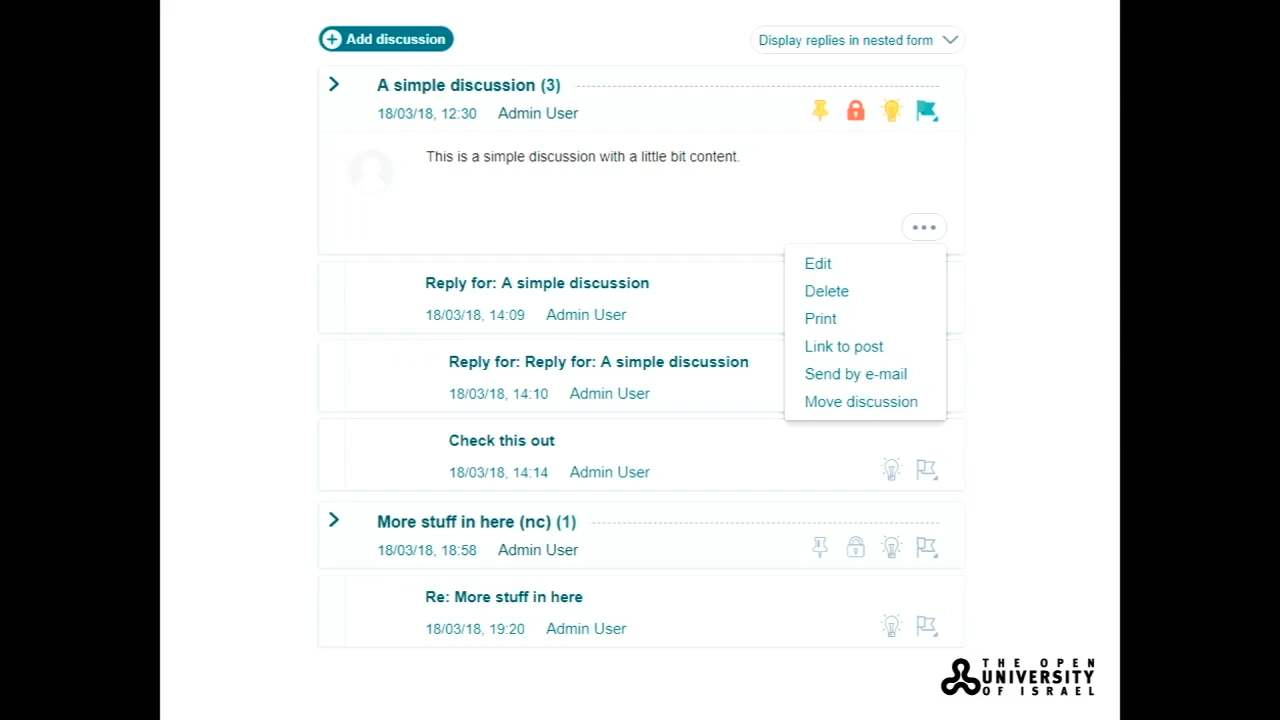 Add discussion
Display replies in nested form
A simple discussion (3)
18/03/18, 12:30 Admin User
This is a simple discussion with a little bit content.
Edit
Delete
Print
Link to post
Send by e-mail
Move discussion
Reply for: A simple discussion
18/03/18, 14:09 Admin User
Reply for: Reply for: A simple discussion
18/03/18, 14:10 Admin User
Check this out
18/03/18, 14:14 Admin User
More stuff in here (nc) (1)
18/03/18, 18:58 Admin User
Re: More stuff in here
18/03/18, 19:20 Admin User
THE OPEN
UNIVERSITY
OF ISRAEL